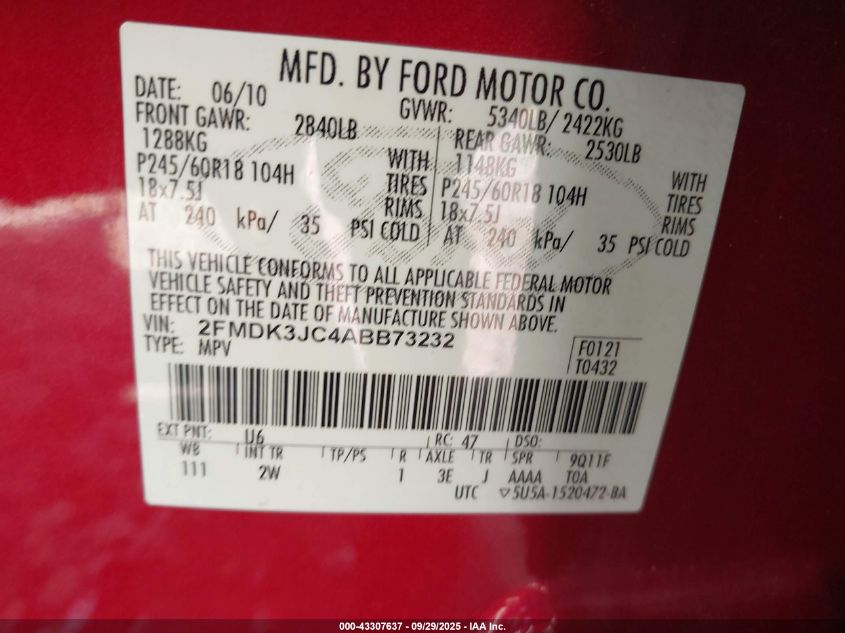 MFD. BY FORD MOTOR CO.
DATE: 06/10 GVWR: 5340LB/ 2422KG
FRONT GAWR: 2840LB REAR GAWR: 2530LB
1288KG WITH 1148KG WITH
P245/60R18 104H TIRES P245/60R18 104H TIRES
18x7.5J RIMS 18x7.5J RIMS
AT 240 kPa/ 35 PSI COLD AT 240 kPa/ 35 PSI COLD
THIS VEHICLE CONFORMS TO ALL APPLICABLE FEDERAL MOTOR
VEHICLE SAFETY AND THEFT PREVENTION STANDARDS IN
EFFECT ON THE DATE OF MANUFACTURE SHOWN ABOVE.
VIN: 2FMDK3JC4ABB73232
TYPE: MPV
F0121
T0432
EXT PNT: U6 RC: 47 DSO:
WB INT TR TP/PS R AXLE TR SPR 9Q11F
111 2W 1 3E J AAAA T0A
UTC ▽5U5A-1520472-BA
000-43307637 - 09/29/2025 - IAA Inc.